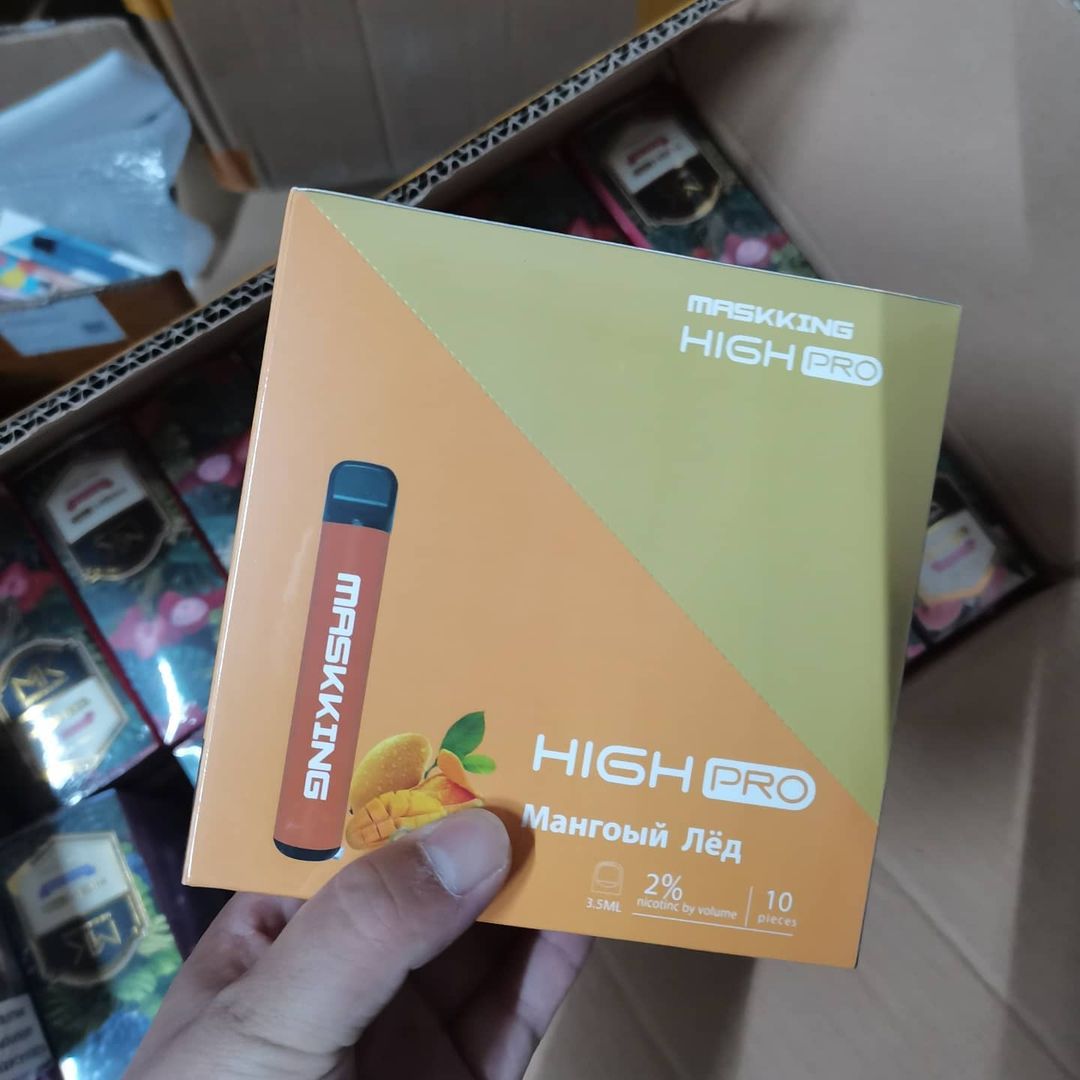 MASKKING
HIGH PRO
MASKKING
HIGH PRO
Мангоый Лёд
3.5ML
2%
nicotinc by volume
10
pieces